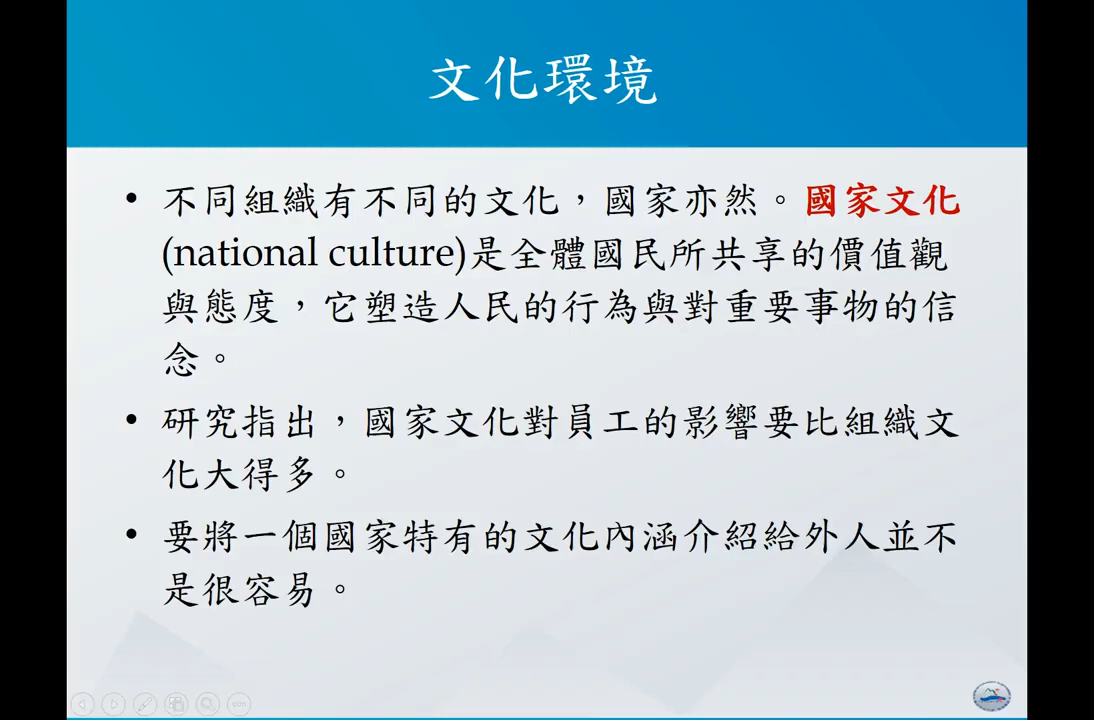 文化環境
• 不同組織有不同的文化，國家亦然。國家文化
(national culture)是全體國民所共享的價值觀
與態度，它塑造人民的行為與對重要事物的信
念。
• 研究指出，國家文化對員工的影響要比組織文
化大得多。
• 要將一個國家特有的文化內涵介紹給外人並不
是很容易。